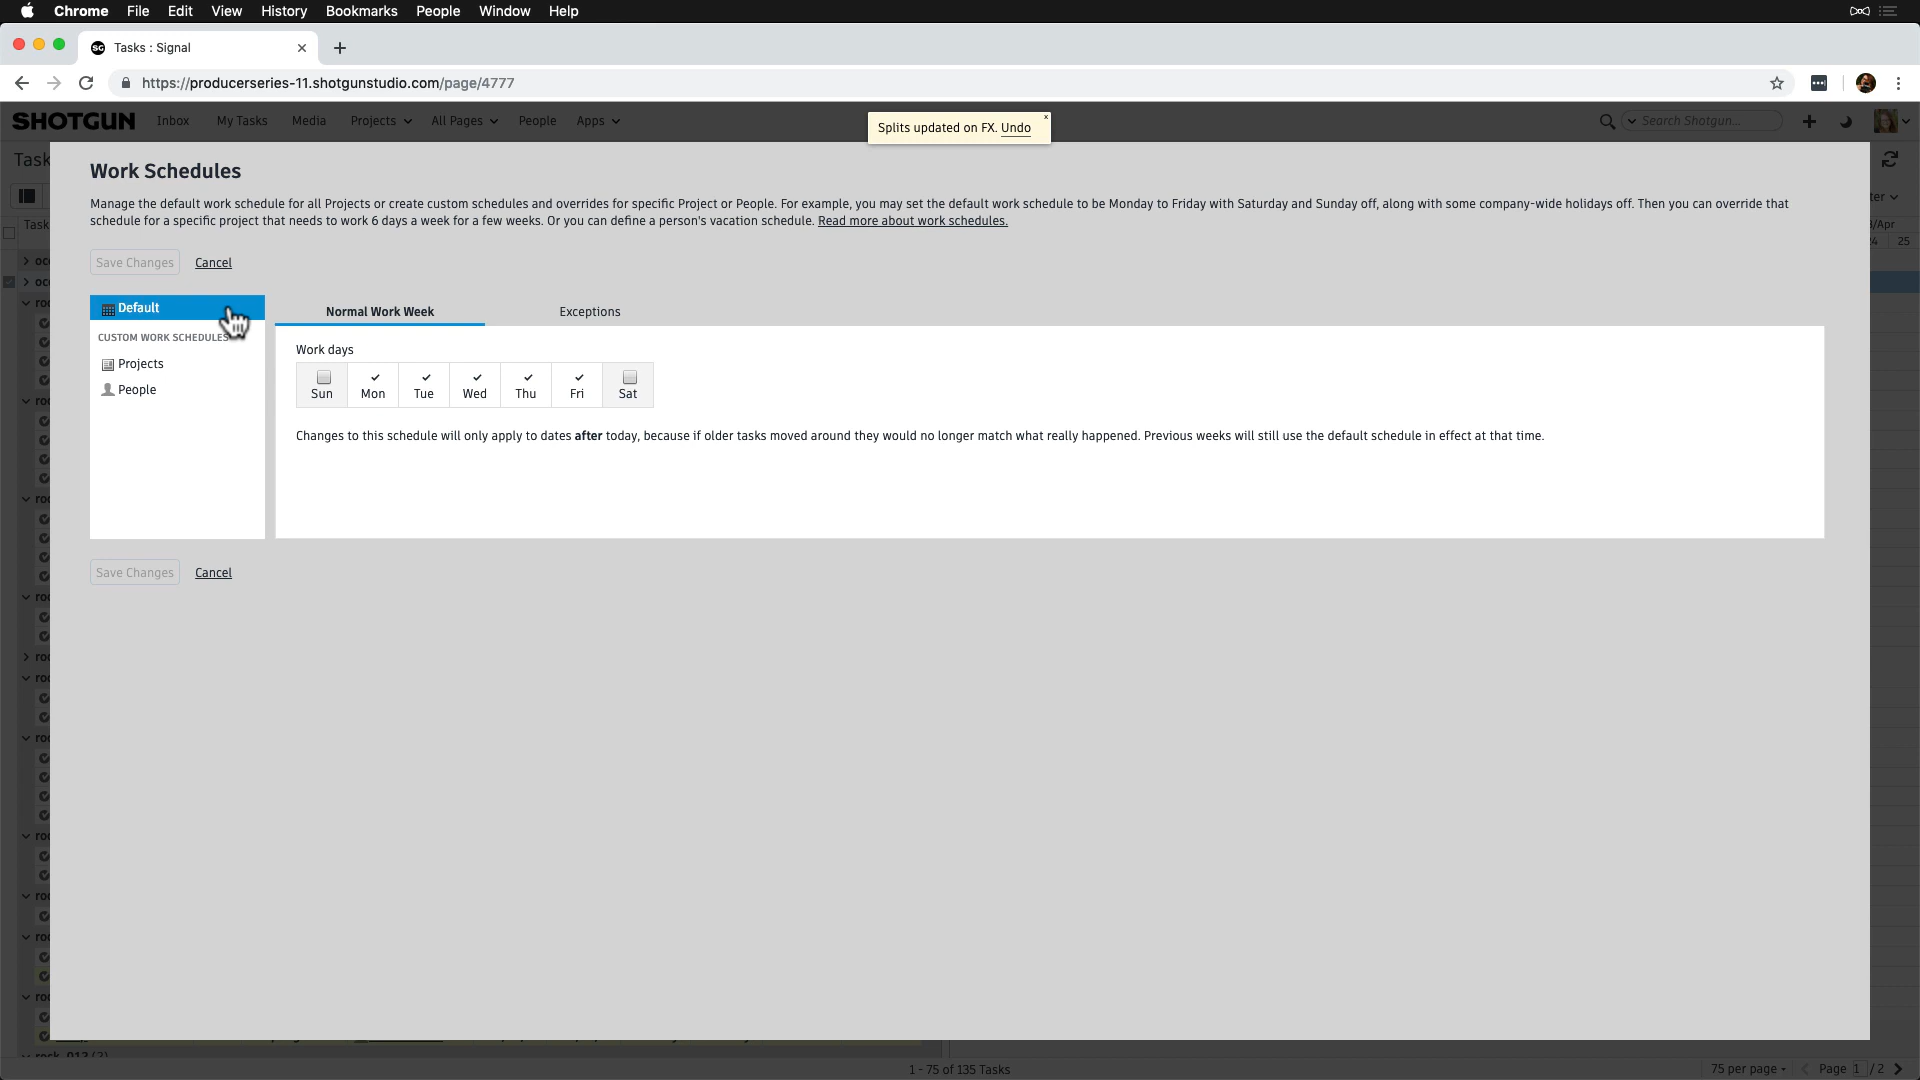 Chrome File Edit View History Bookmarks People Window Help
SG Tasks : Signal
https://producerseries-11.shotgunstudio.com/page/4777
SHOTGUN Inbox My Tasks Media Projects All Pages People Apps Search Shotgun...
Splits updated on FX. Undo x
Task
Work Schedules
Manage the default work schedule for all Projects or create custom schedules and overrides for specific Project or People. For example, you may set the default work schedule to be Monday to Friday with Saturday and Sunday off, along with some company-wide holidays off. Then you can override that
schedule for a specific project that needs to work 6 days a week for a few weeks. Or you can define a person's vacation schedule. Read more about work schedules.
Task
25
Save Changes Cancel
Default
CUSTOM WORK SCHEDULES
Projects
People
Normal Work Week Exceptions
Work days
Sun Mon Tue Wed Thu Fri Sat
Changes to this schedule will only apply to dates after today, because if older tasks moved around they would no longer match what really happened. Previous weeks will still use the default schedule in effect at that time.
Save Changes Cancel
1 - 75 of 135 Tasks
75 per page Page 1 / 2